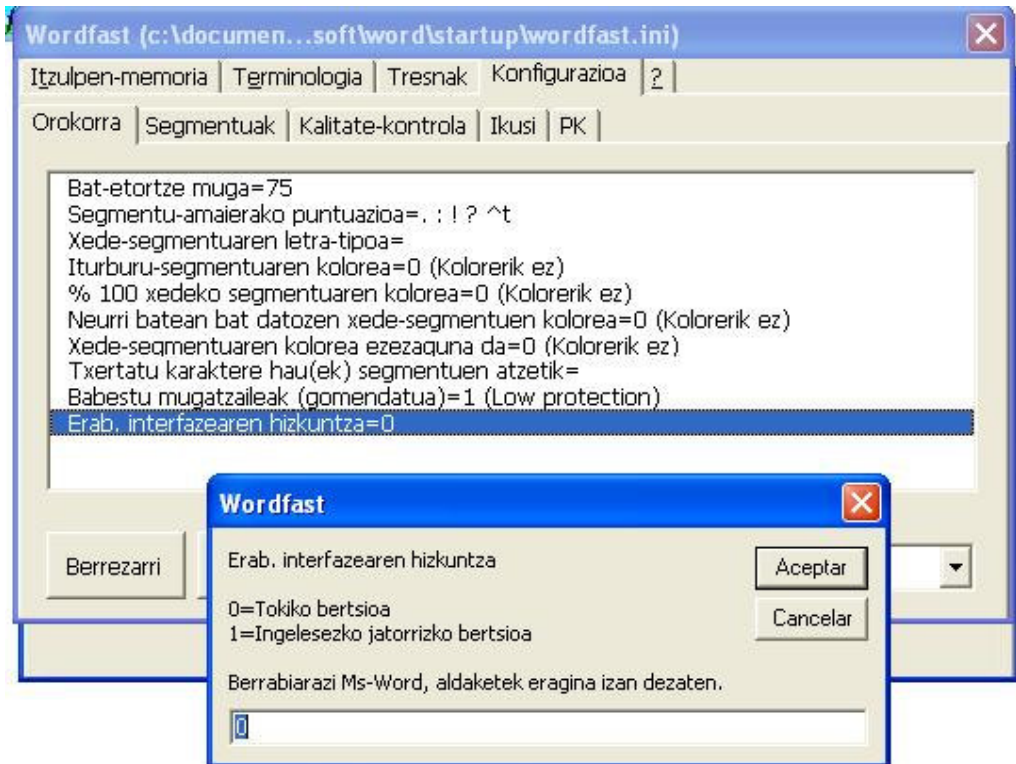 Wordfast (c:\documen...soft\word\startup\wordfast.ini)
Itzulpen-memoria Terminologia Tresnak Konfigurazioa ?
Orokorra Segmentuak Kalitate-kontrola Ikusi PK
Bat-etortze muga=75
Segmentu-amaierako puntuazioa=. : ! ? ^t
Xede-segmentuaren letra-tipoa=
Iturburu-segmentuaren kolorea=0 (Kolorerik ez)
% 100 xedeko segmentuaren kolorea=0 (Kolorerik ez)
Neurri batean bat datozen xede-segmentuen kolorea=0 (Kolorerik ez)
Xede-segmentuaren kolorea ezezaguna da=0 (Kolorerik ez)
Txertatu karaktere hau(ek) segmentuen atzetik=
Babestu mugatzaileak (gomendatua)=1 (Low protection)
Erab. interfazearen hizkuntza=0
Berrezarri
Wordfast
Erab. interfazearen hizkuntza
Aceptar
0=Tokiko bertsioa
1=Ingelesezko jatorrizko bertsioa
Cancelar
Berrabiarazi Ms-Word, aldaketek eragina izan dezaten.
0